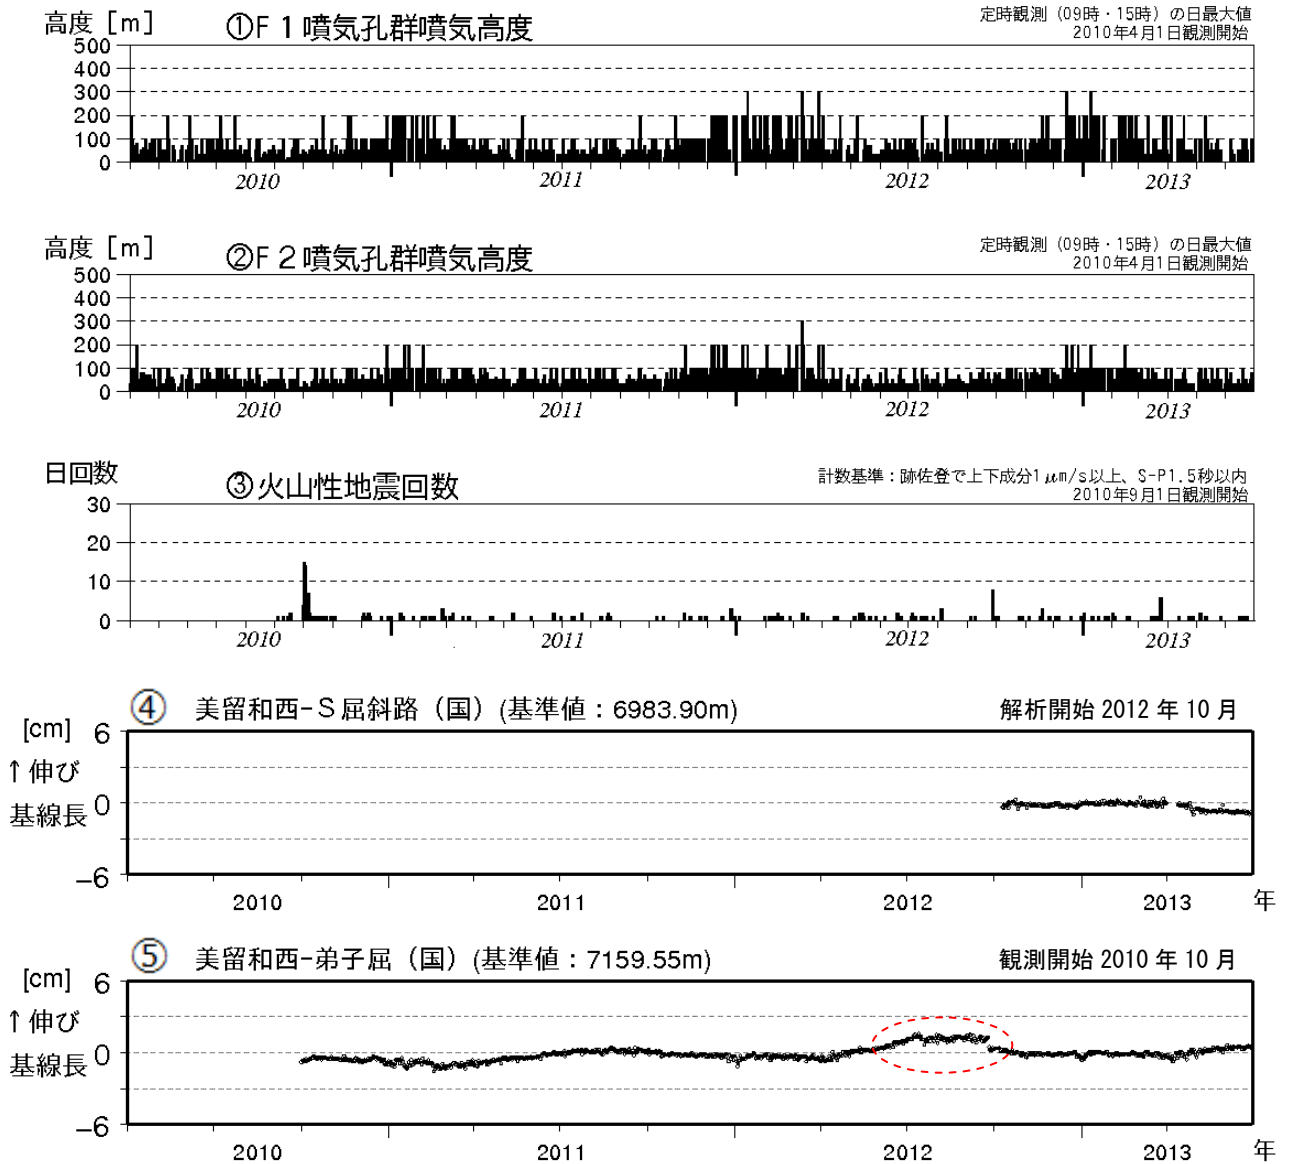 高度［m］
①F１噴気孔群噴気高度
定時観測（09時・15時）の日最大値
2010年4月1日観測開始
500
400
300
200
100
0
2010 2011 2012 2013
高度［m］
②F２噴気孔群噴気高度
定時観測（09時・15時）の日最大値
2010年4月1日観測開始
500
400
300
200
100
0
2010 2011 2012 2013
日回数
③火山性地震回数
計数基準：跡佐登で上下成分1μm/s以上、S-P1.5秒以内
2010年9月1日観測開始
30
20
10
0
2010 2011 2012 2013
④ 美留和西-Ｓ屈斜路（国）(基準値：6983.90m)
解析開始 2012 年 10 月
[cm]
↑伸び
基線長
6
0
-6
2010 2011 2012 2013 年
⑤ 美留和西-弟子屈（国）(基準値：7159.55m)
観測開始 2010 年 10 月
[cm]
↑伸び
基線長
6
0
-6
2010 2011 2012 2013 年